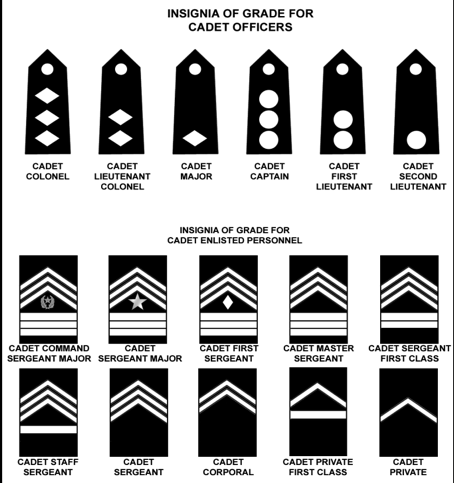 INSIGNIA OF GRADE FOR
CADET OFFICERS
CADET
COLONEL
CADET
LIEUTENANT
COLONEL
CADET
MAJOR
CADET
CAPTAIN
CADET
FIRST
LIEUTENANT
CADET
SECOND
LIEUTENANT
INSIGNIA OF GRADE FOR
CADET ENLISTED PERSONNEL
CADET COMMAND
SERGEANT MAJOR
CADET
SERGEANT MAJOR
CADET FIRST
SERGEANT
CADET MASTER
SERGEANT
CADET SERGEANT
FIRST CLASS
CADET STAFF
SERGEANT
CADET
SERGEANT
CADET
CORPORAL
CADET PRIVATE
FIRST CLASS
CADET
PRIVATE